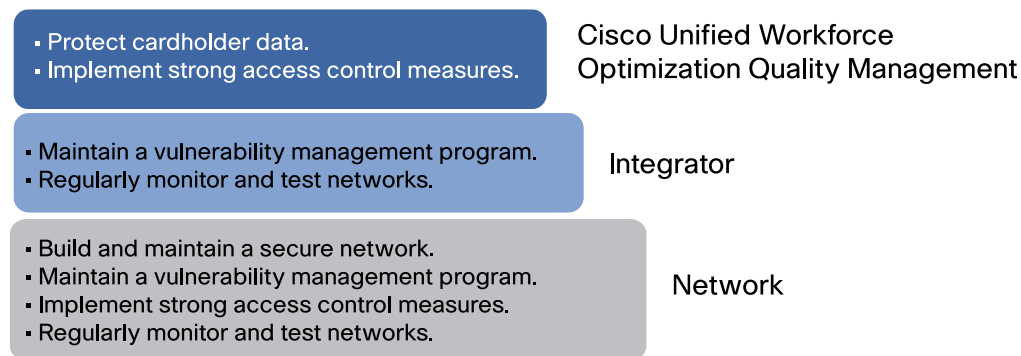 ▪ Protect cardholder data.
▪ Implement strong access control measures.
Cisco Unified Workforce
Optimization Quality Management
▪ Maintain a vulnerability management program.
▪ Regularly monitor and test networks.
Integrator
▪ Build and maintain a secure network.
▪ Maintain a vulnerability management program.
▪ Implement strong access control measures.
▪ Regularly monitor and test networks.
Network